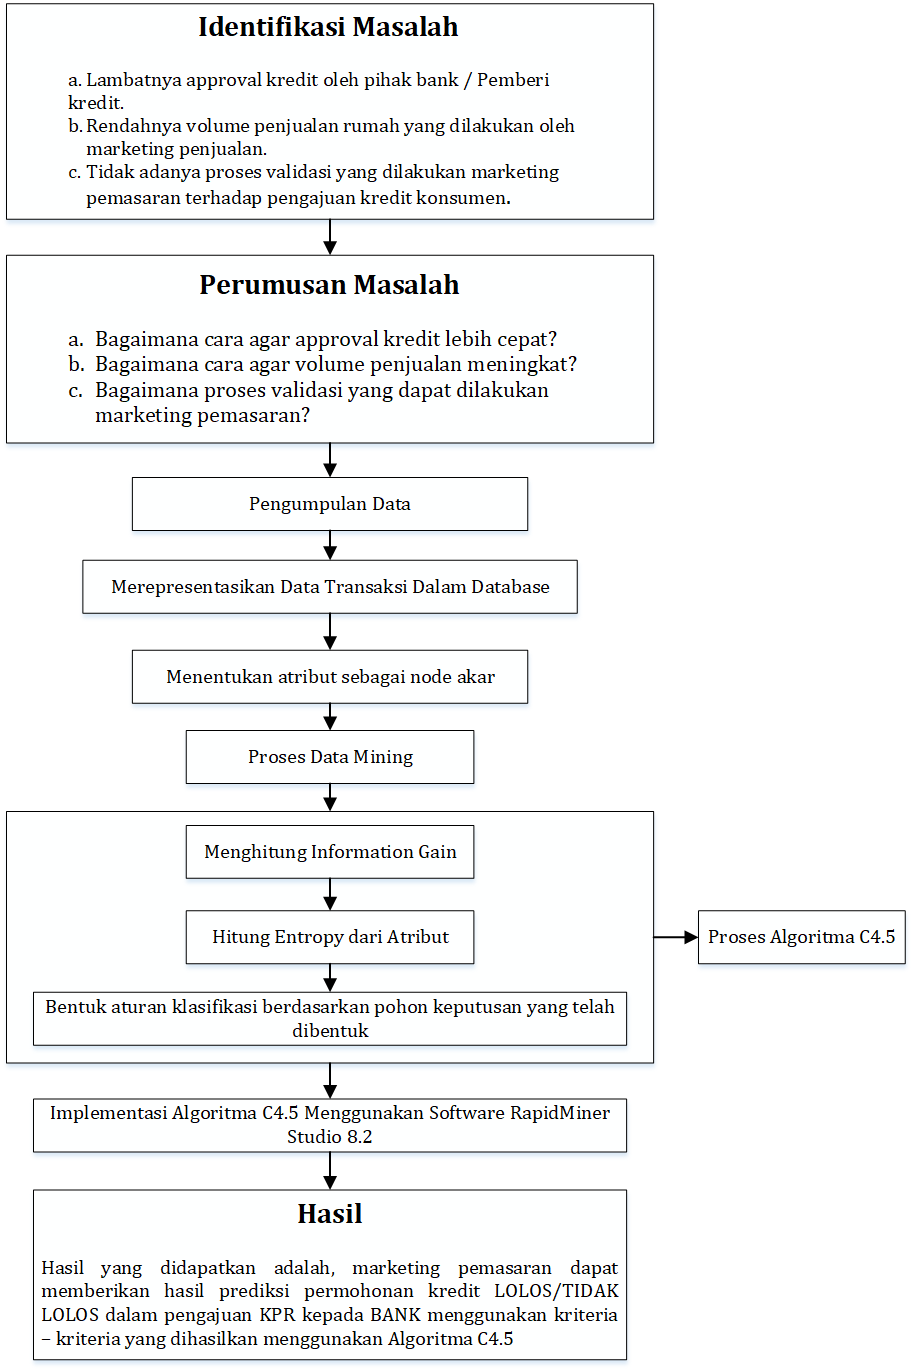 Identifikasi Masalah
a. Lambatnya approval kredit oleh pihak bank / Pemberi
kredit.
b. Rendahnya volume penjualan rumah yang dilakukan oleh
marketing penjualan.
c. Tidak adanya proses validasi yang dilakukan marketing
pemasaran terhadap pengajuan kredit konsumen.
Perumusan Masalah
a. Bagaimana cara agar approval kredit lebih cepat?
b. Bagaimana cara agar volume penjualan meningkat?
c. Bagaimana proses validasi yang dapat dilakukan
marketing pemasaran?
Pengumpulan Data
Merepresentasikan Data Transaksi Dalam Database
Menentukan atribut sebagai node akar
Proses Data Mining
Menghitung Information Gain
Hitung Entropy dari Atribut
Proses Algoritma C4.5
Bentuk aturan klasifikasi berdasarkan pohon keputusan yang telah
dibentuk
Implementasi Algoritma C4.5 Menggunakan Software RapidMiner
Studio 8.2
Hasil
Hasil yang didapatkan adalah, marketing pemasaran dapat
memberikan hasil prediksi permohonan kredit LOLOS/TIDAK
LOLOS dalam pengajuan KPR kepada BANK menggunakan kriteria
– kriteria yang dihasilkan menggunakan Algoritma C4.5